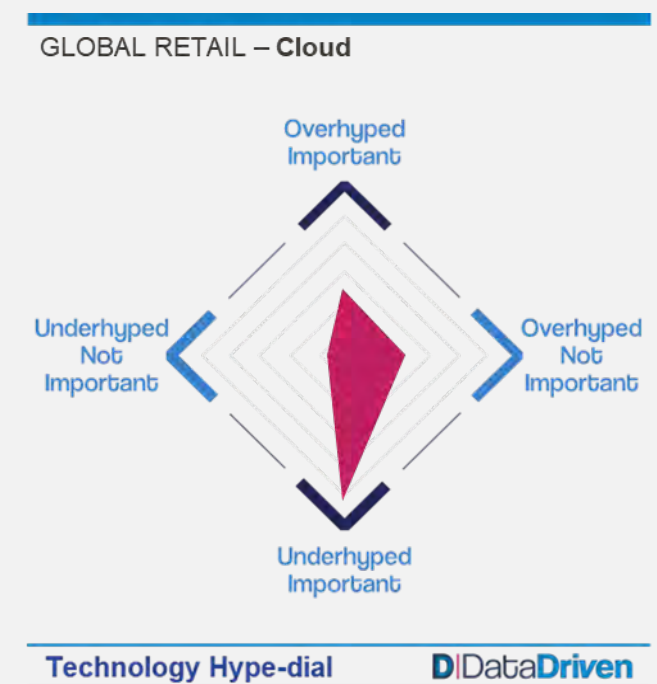 GLOBAL RETAIL – Cloud
Overhyped
Important
Underhyped
Not
Important
Overhyped
Not
Important
Underhyped
Important
Technology Hype-dial
D|DataDriven